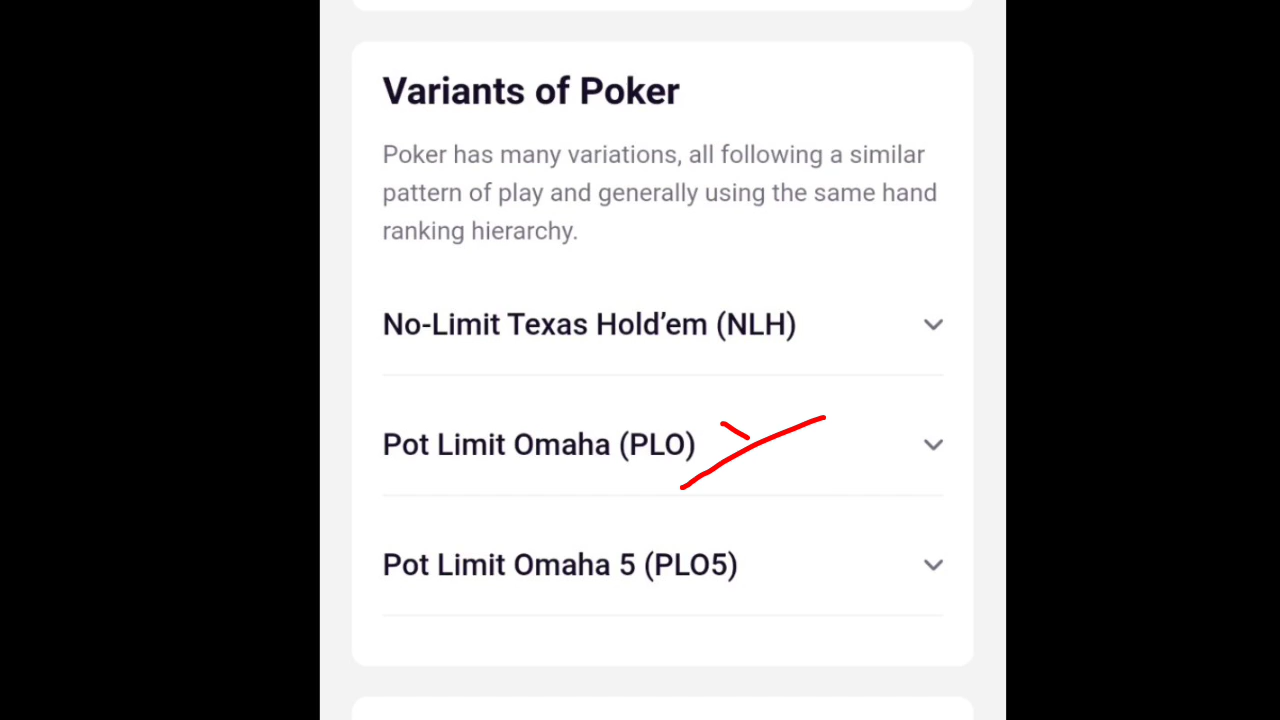 Variants of Poker
Poker has many variations, all following a similar
pattern of play and generally using the same hand
ranking hierarchy.
No-Limit Texas Hold’em (NLH)
Pot Limit Omaha (PLO)
Pot Limit Omaha 5 (PLO5)